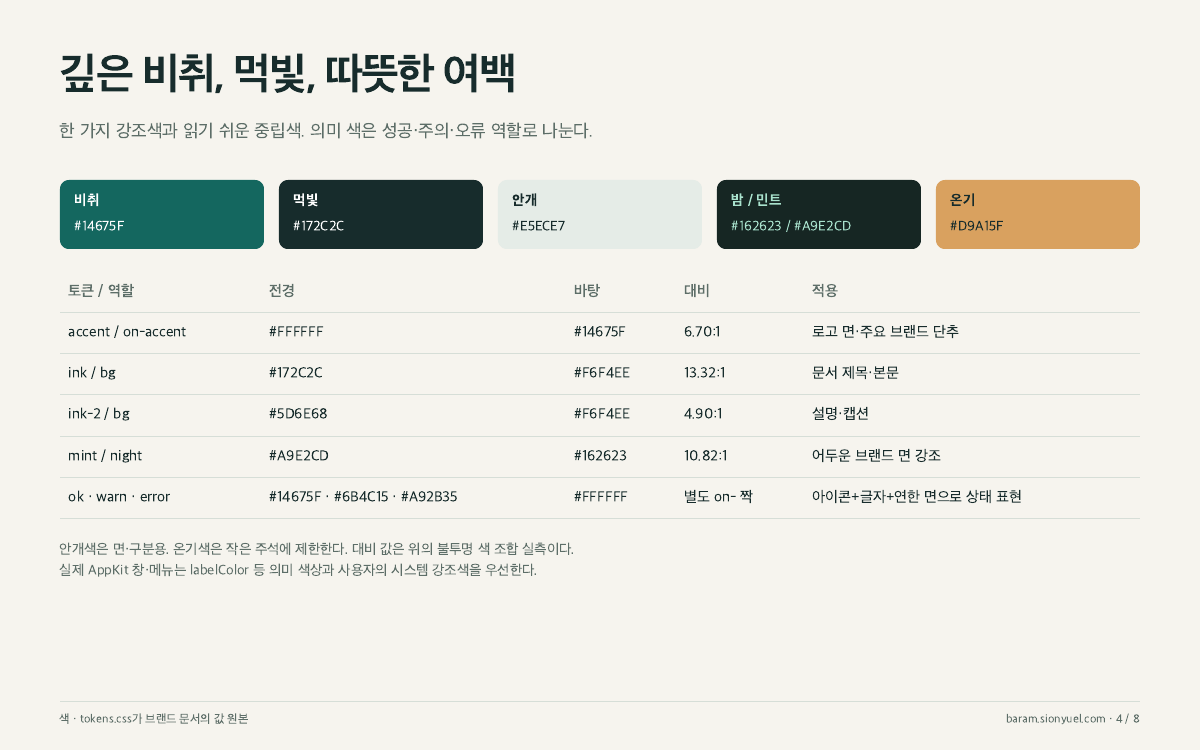 깊은 비취, 먹빛, 따뜻한 여백
한 가지 강조색과 읽기 쉬운 중립색. 의미 색은 성공·주의·오류 역할로 나눈다.
비취
#14675F
먹빛
#172C2C
안개
#E5ECE7
밤 / 민트
#162623 / #A9E2CD
온기
#D9A15F
토큰 / 역할 전경 바탕 대비 적용
accent / on-accent #FFFFFF #14675F 6.70:1 로고 면·주요 브랜드 단추
ink / bg #172C2C #F6F4EE 13.32:1 문서 제목·본문
ink-2 / bg #5D6E68 #F6F4EE 4.90:1 설명·캡션
mint / night #A9E2CD #162623 10.82:1 어두운 브랜드 면 강조
ok · warn · error #14675F · #6B4C15 · #A92B35 #FFFFFF 별도 on- 짝 아이콘+글자+연한 면으로 상태 표현
안개색은 면·구분용. 온기색은 작은 주석에 제한한다. 대비 값은 위의 불투명 색 조합 실측이다.
실제 AppKit 창·메뉴는 labelColor 등 의미 색상과 사용자의 시스템 강조색을 우선한다.
색 · tokens.css가 브랜드 문서의 값 원본
baram.sionyuel.com · 4 / 8